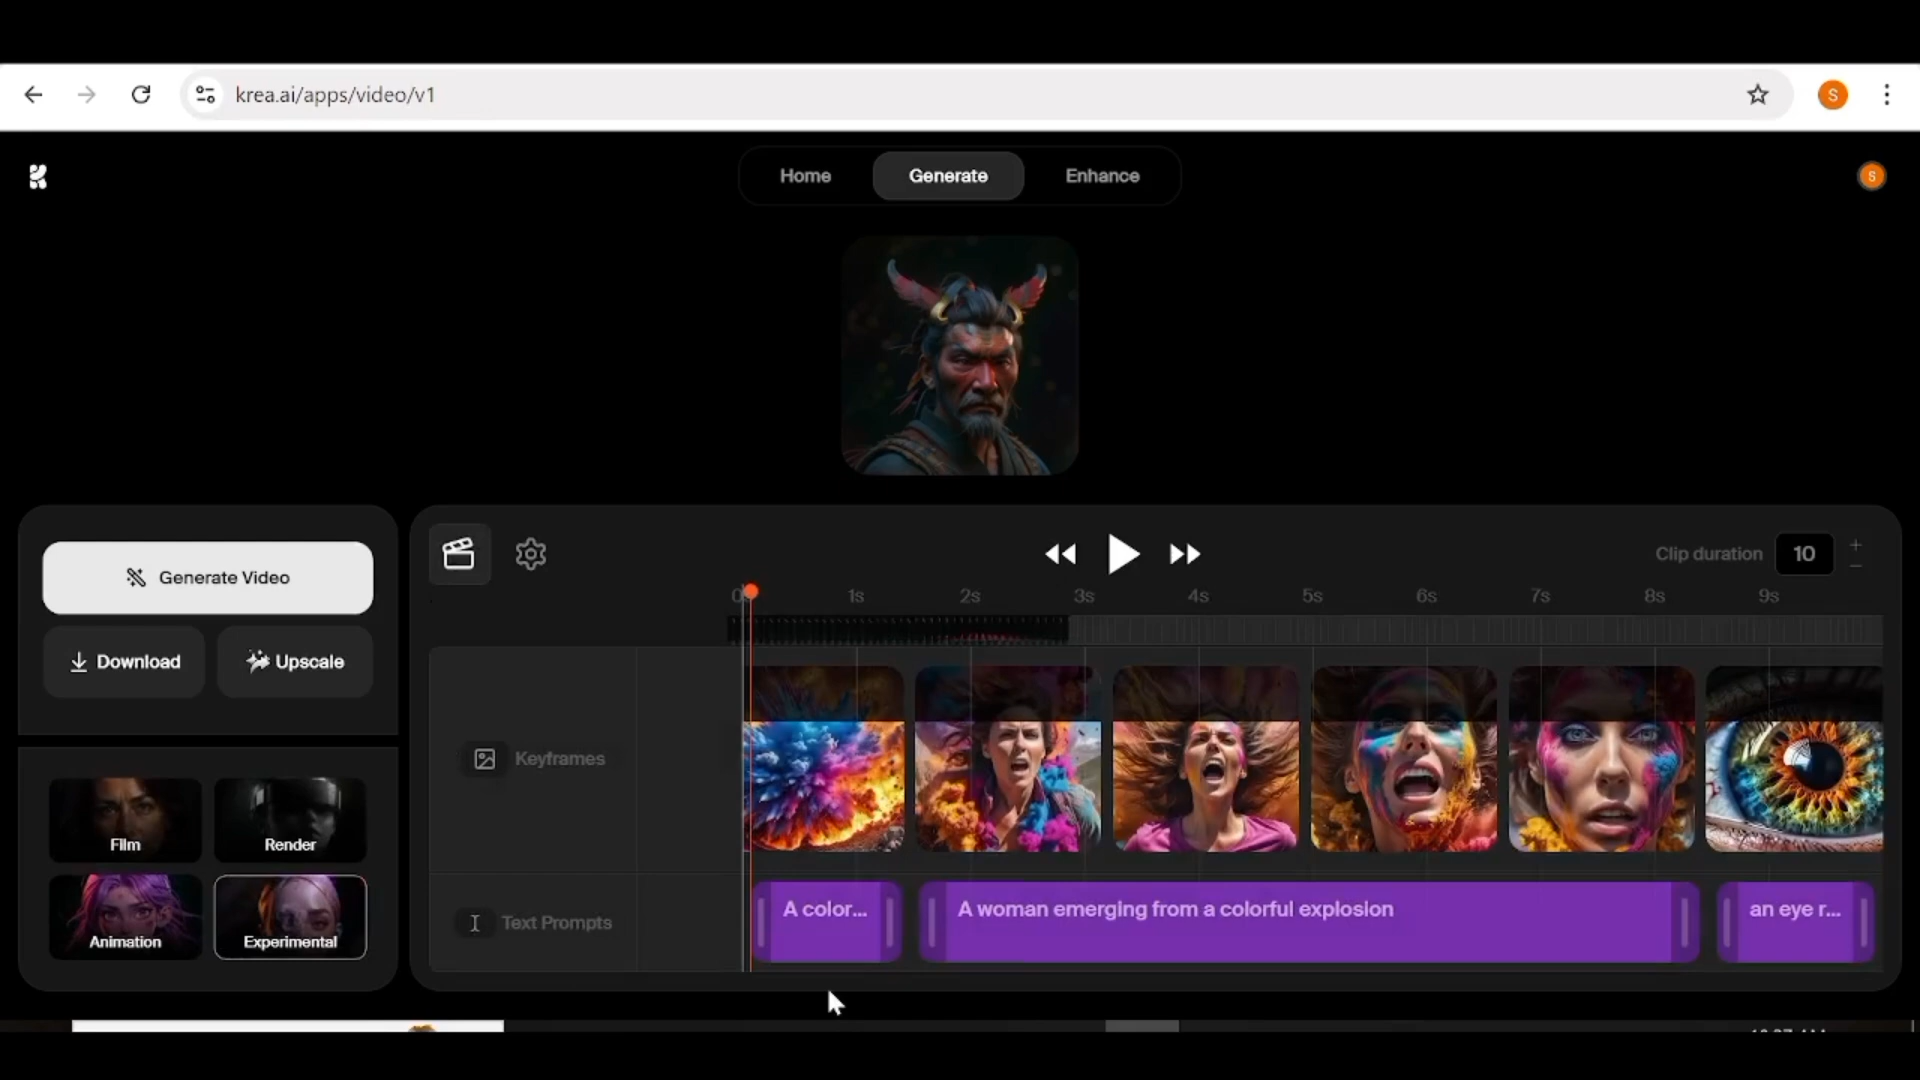 krea.ai/apps/video/v1
S
Home
Generate
Enhance
S
Generate Video
Download
Upscale
Film
Render
Animation
Experimental
Clip duration
10
1s
2s
3s
4s
5s
6s
7s
8s
9s
Keyframes
Text Prompts
A color...
A woman emerging from a colorful explosion
an eye r...